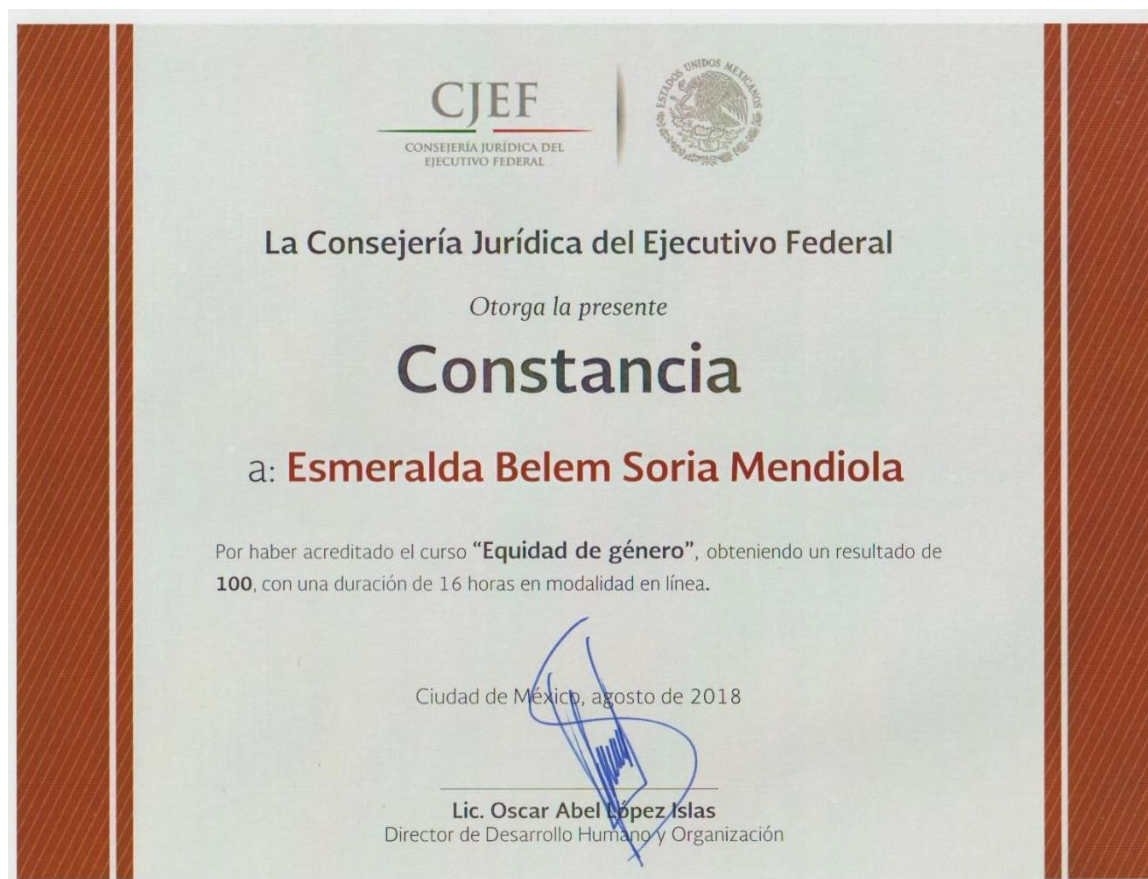 CJEF
CONSEJERÍA JURÍDICA DEL
EJECUTIVO FEDERAL
ESTADOS UNIDOS MEXICANOS
La Consejería Jurídica del Ejecutivo Federal
Otorga la presente
Constancia
a: Esmeralda Belem Soria Mendiola
Por haber acreditado el curso “Equidad de género”, obteniendo un resultado de
100, con una duración de 16 horas en modalidad en línea.
Ciudad de México, agosto de 2018
Lic. Oscar Abel López Islas
Director de Desarrollo Humano y Organización